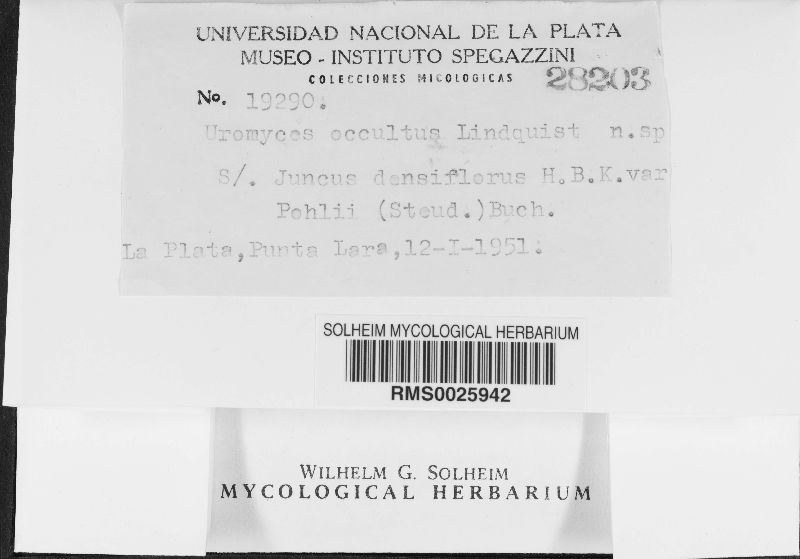 UNIVERSIDAD NACIONAL DE LA PLATA
MUSEO - INSTITUTO SPEGAZZINI
COLECCIONES MICOLOGICAS
28203
No. 19290.
Uromyces occultus Lindquist n.sp
S/. Juncus densiflorus H.B.K.var
Pohlii (Steud.)Buch.
La Plata,Punta Lara,12-I-1951.
SOLHEIM MYCOLOGICAL HERBARIUM
RMS0025942
WILHELM G. SOLHEIM
MYCOLOGICAL HERBARIUM